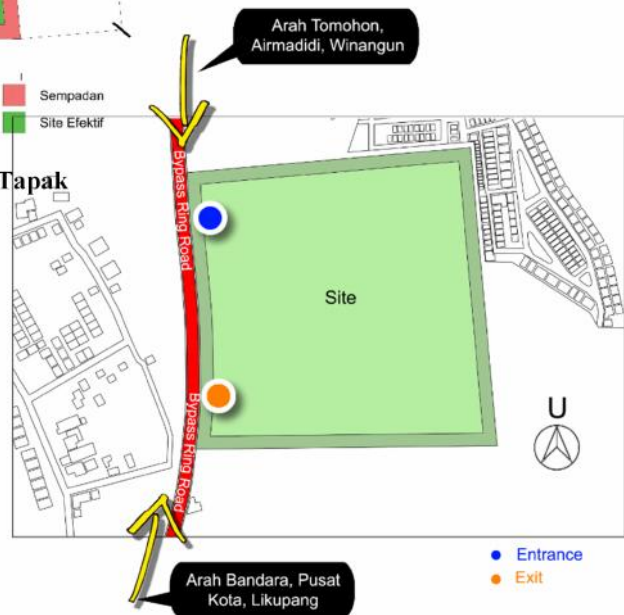 Arah Tomohon,
Airmadidi, Winangun
Sempadan
Site Efektif
Tapak
Bypass Ring Road
Site
Bypass Ring Road
U
Entrance
Exit
Arah Bandara, Pusat
Kota, Likupang